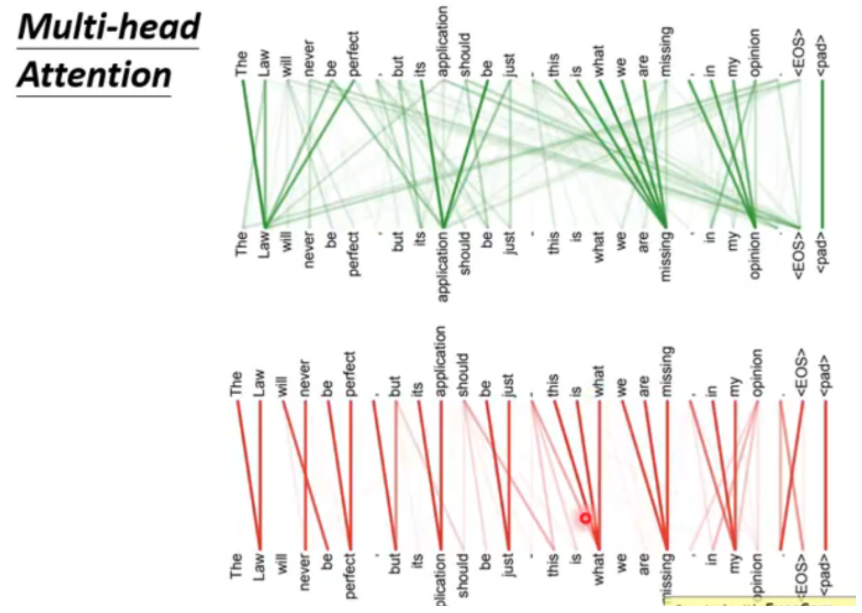 Multi-head
Attention
The Law will never be perfect , but its application should be just - this is what we are missing , in my opinion . <EOS> <pad>
The Law will never be perfect , but its application should be just - this is what we are missing , in my opinion . <EOS> <pad>
The Law will never be perfect , but its application should be just - this is what we are missing , in my opinion . <EOS> <pad>
The Law will never be perfect , but its plication should be just - this is what we are missing , in my opinion . <EOS> <pad>